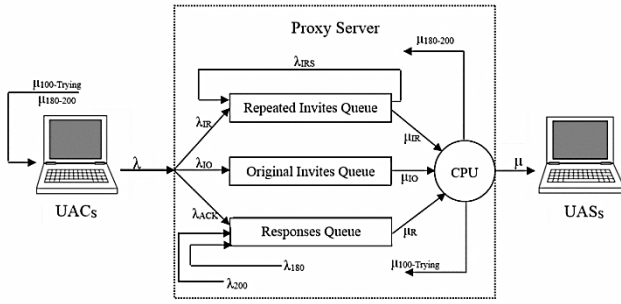 Proxy Server
μ180-200
λIRS
μ100-Trying
μ180-200
Repeated Invites Queue
λIR
μIR
λ
λIO
Original Invites Queue
μIO
CPU
μ
UACs
UASs
λACK
Responses Queue
μR
λ180
μ100-Trying
λ200